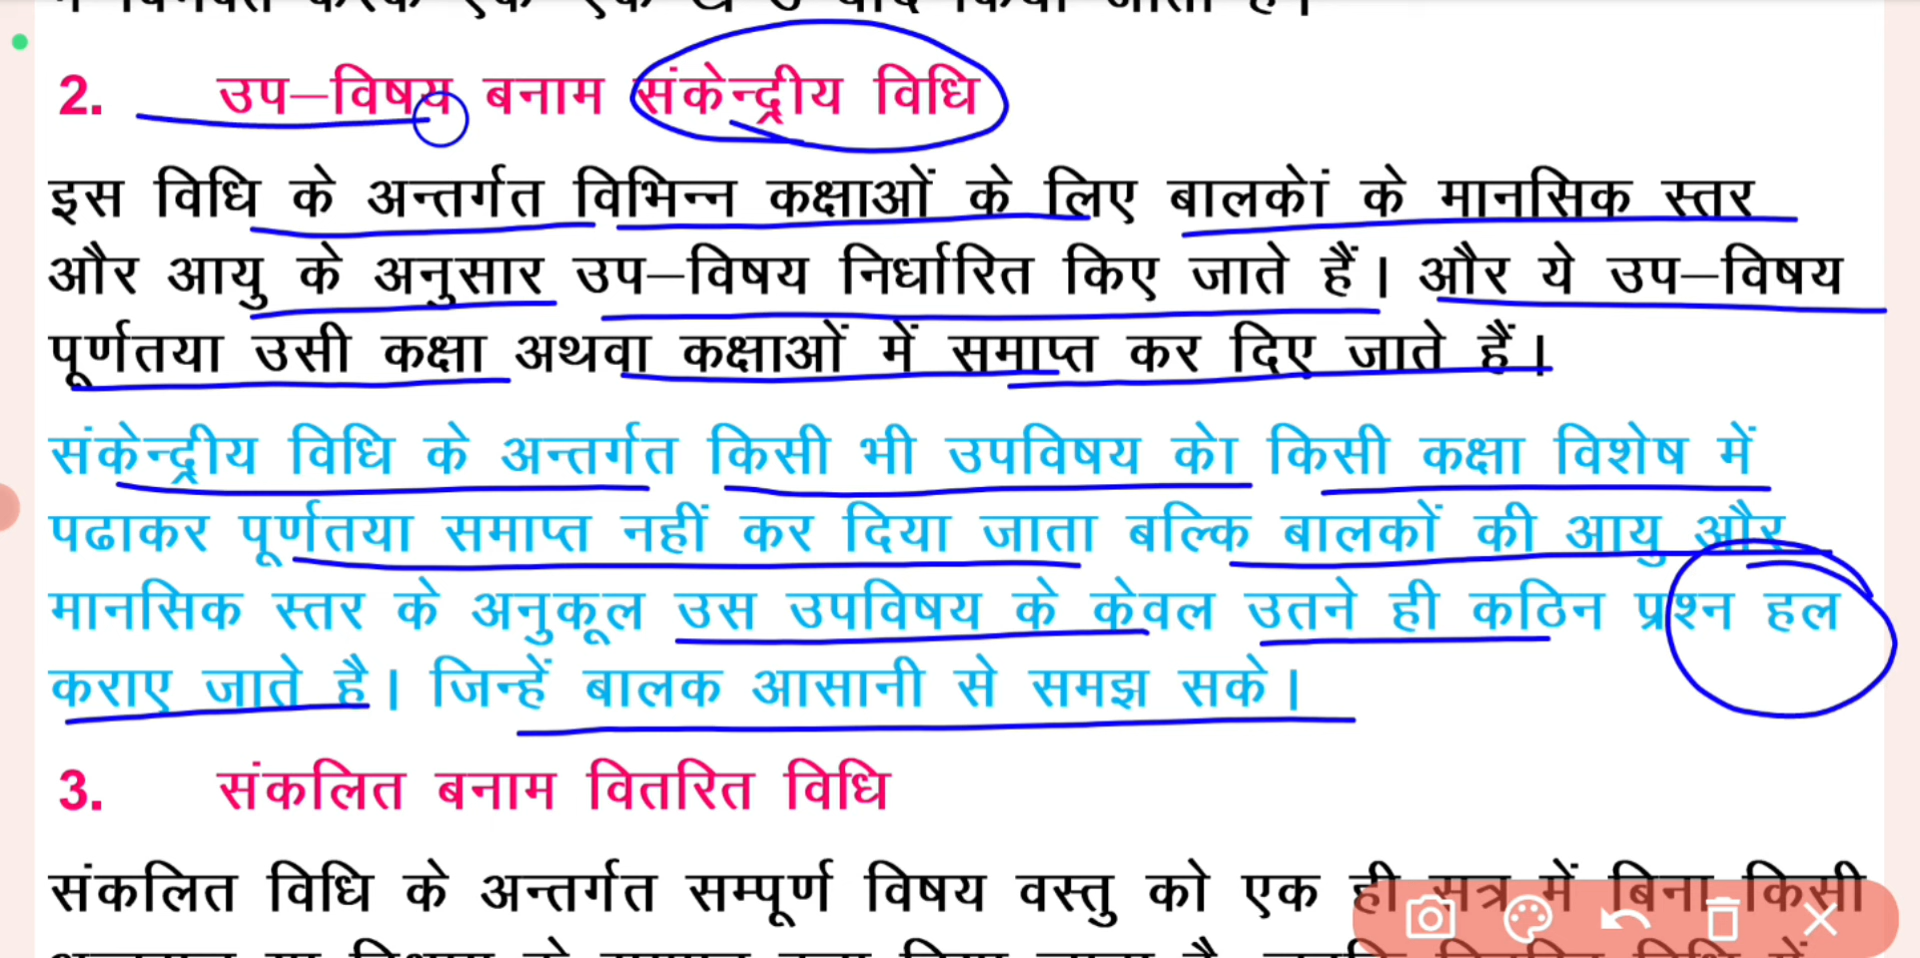 2. उप–विषय बनाम संकेन्द्रीय विधि
इस विधि के अन्तर्गत विभिन्न कक्षाओं के लिए बालकेां के मानसिक स्तर
और आयु के अनुसार उप–विषय निर्धारित किए जाते हैं। और ये उप–विषय
पूर्णतया उसी कक्षा अथवा कक्षाओं में समाप्त कर दिए जाते हैं।
संकेन्द्रीय विधि के अन्तर्गत किसी भी उपविषय केा किसी कक्षा विशेष में
पढाकर पूर्णतया समाप्त नहीं कर दिया जाता बल्कि बालकों की आयु और
मानसिक स्तर के अनुकूल उस उपविषय के केवल उतने ही कठिन प्रश्न हल
कराए जाते है। जिन्हें बालक आसानी से समझ सके।
3. संकलित बनाम वितरित विधि
संकलित विधि के अन्तर्गत सम्पूर्ण विषय वस्तु को एक ही सत्र में बिना किसी